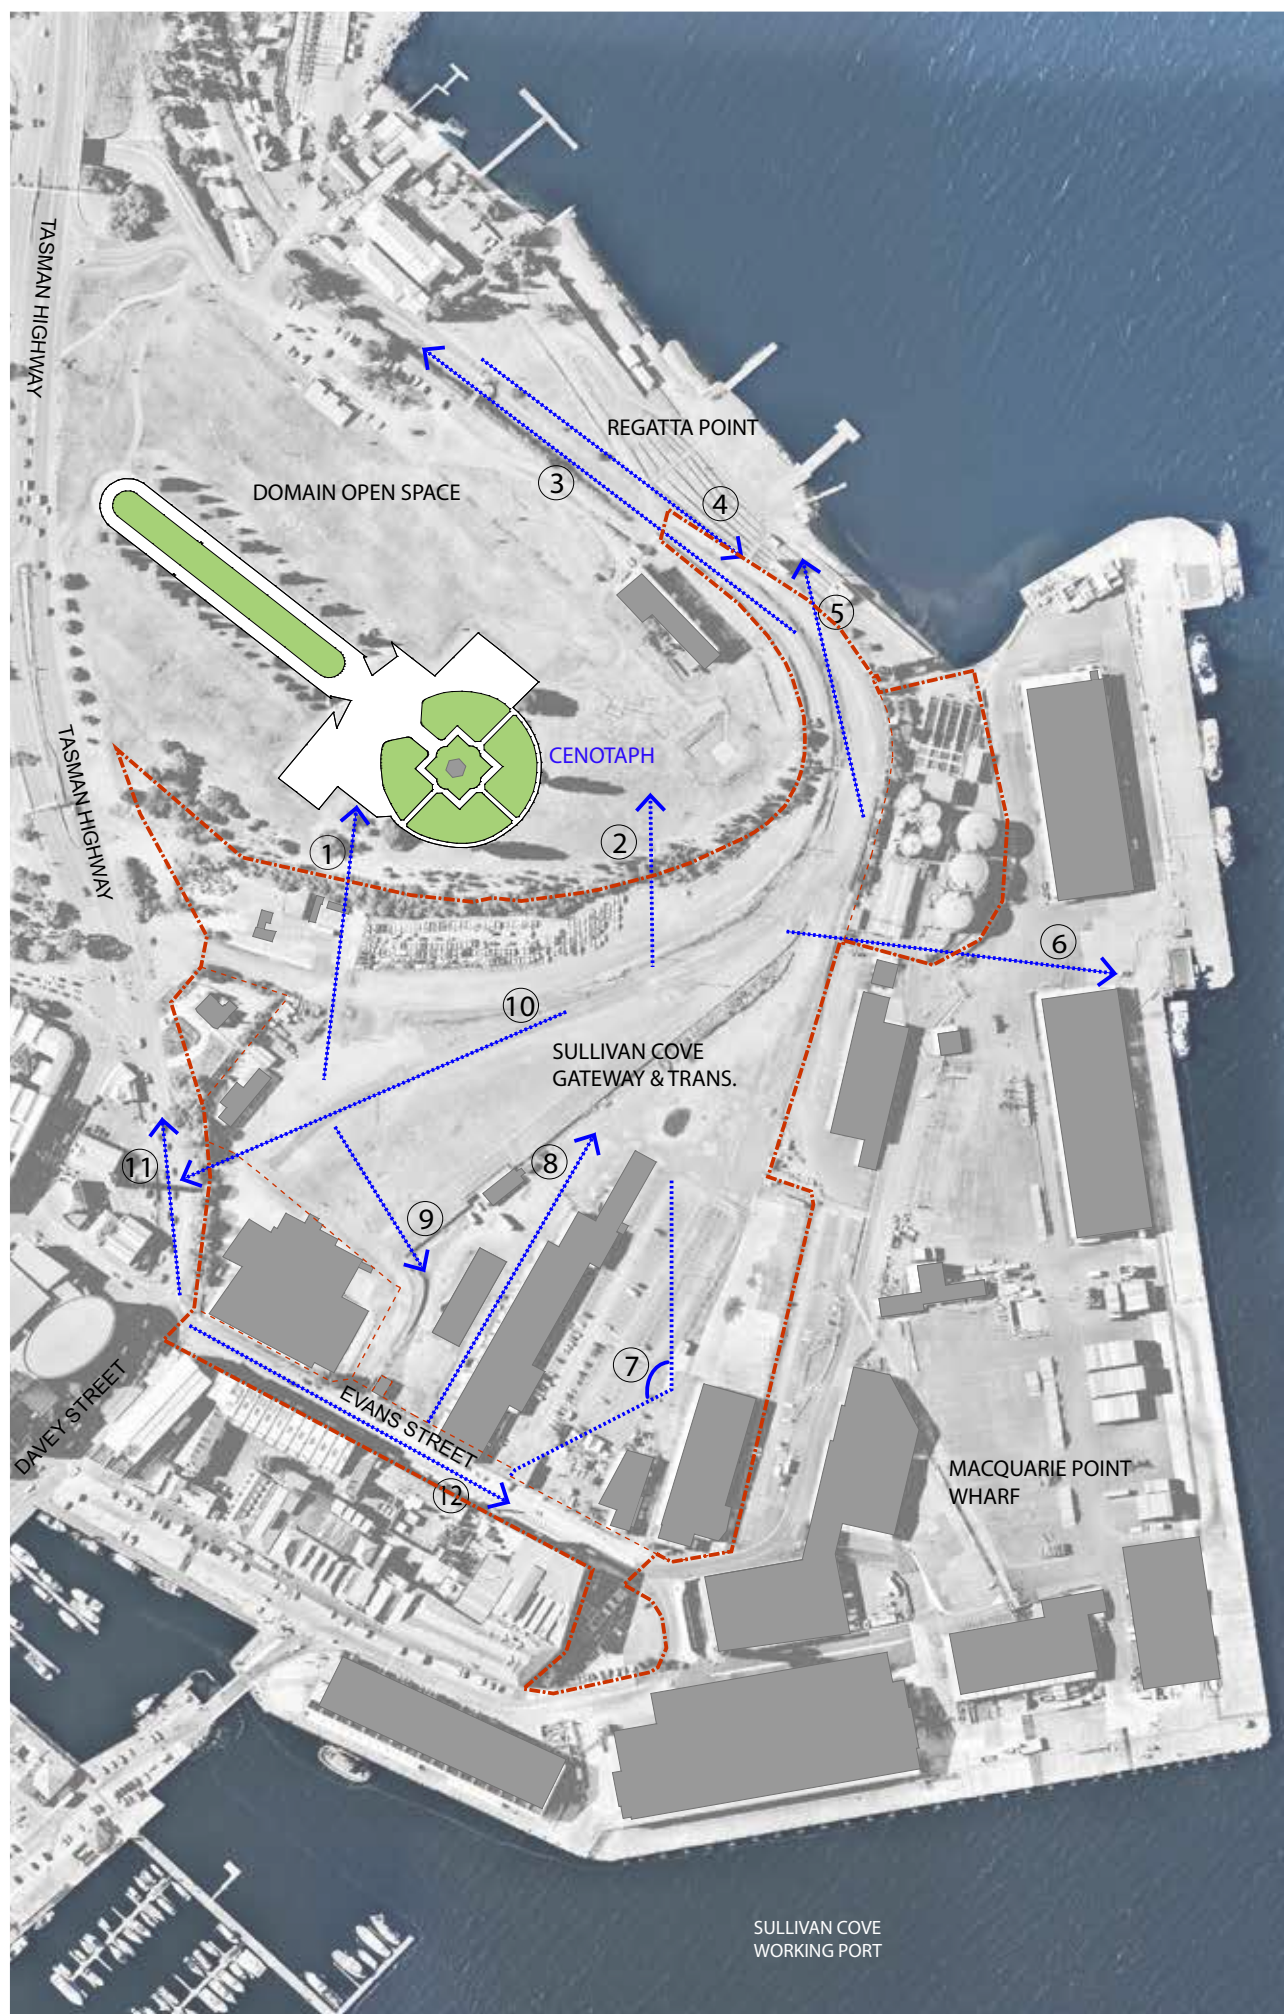 TASMAN HIGHWAY
REGATTA POINT
3
DOMAIN OPEN SPACE
4
5
TASMAN HIGHWAY
CENOTAPH
1
2
6
10
SULLIVAN COVE
GATEWAY & TRANS.
11
8
9
7
EVANS STREET
DAVEY STREET
12
MACQUARIE POINT
WHARF
SULLIVAN COVE
WORKING PORT